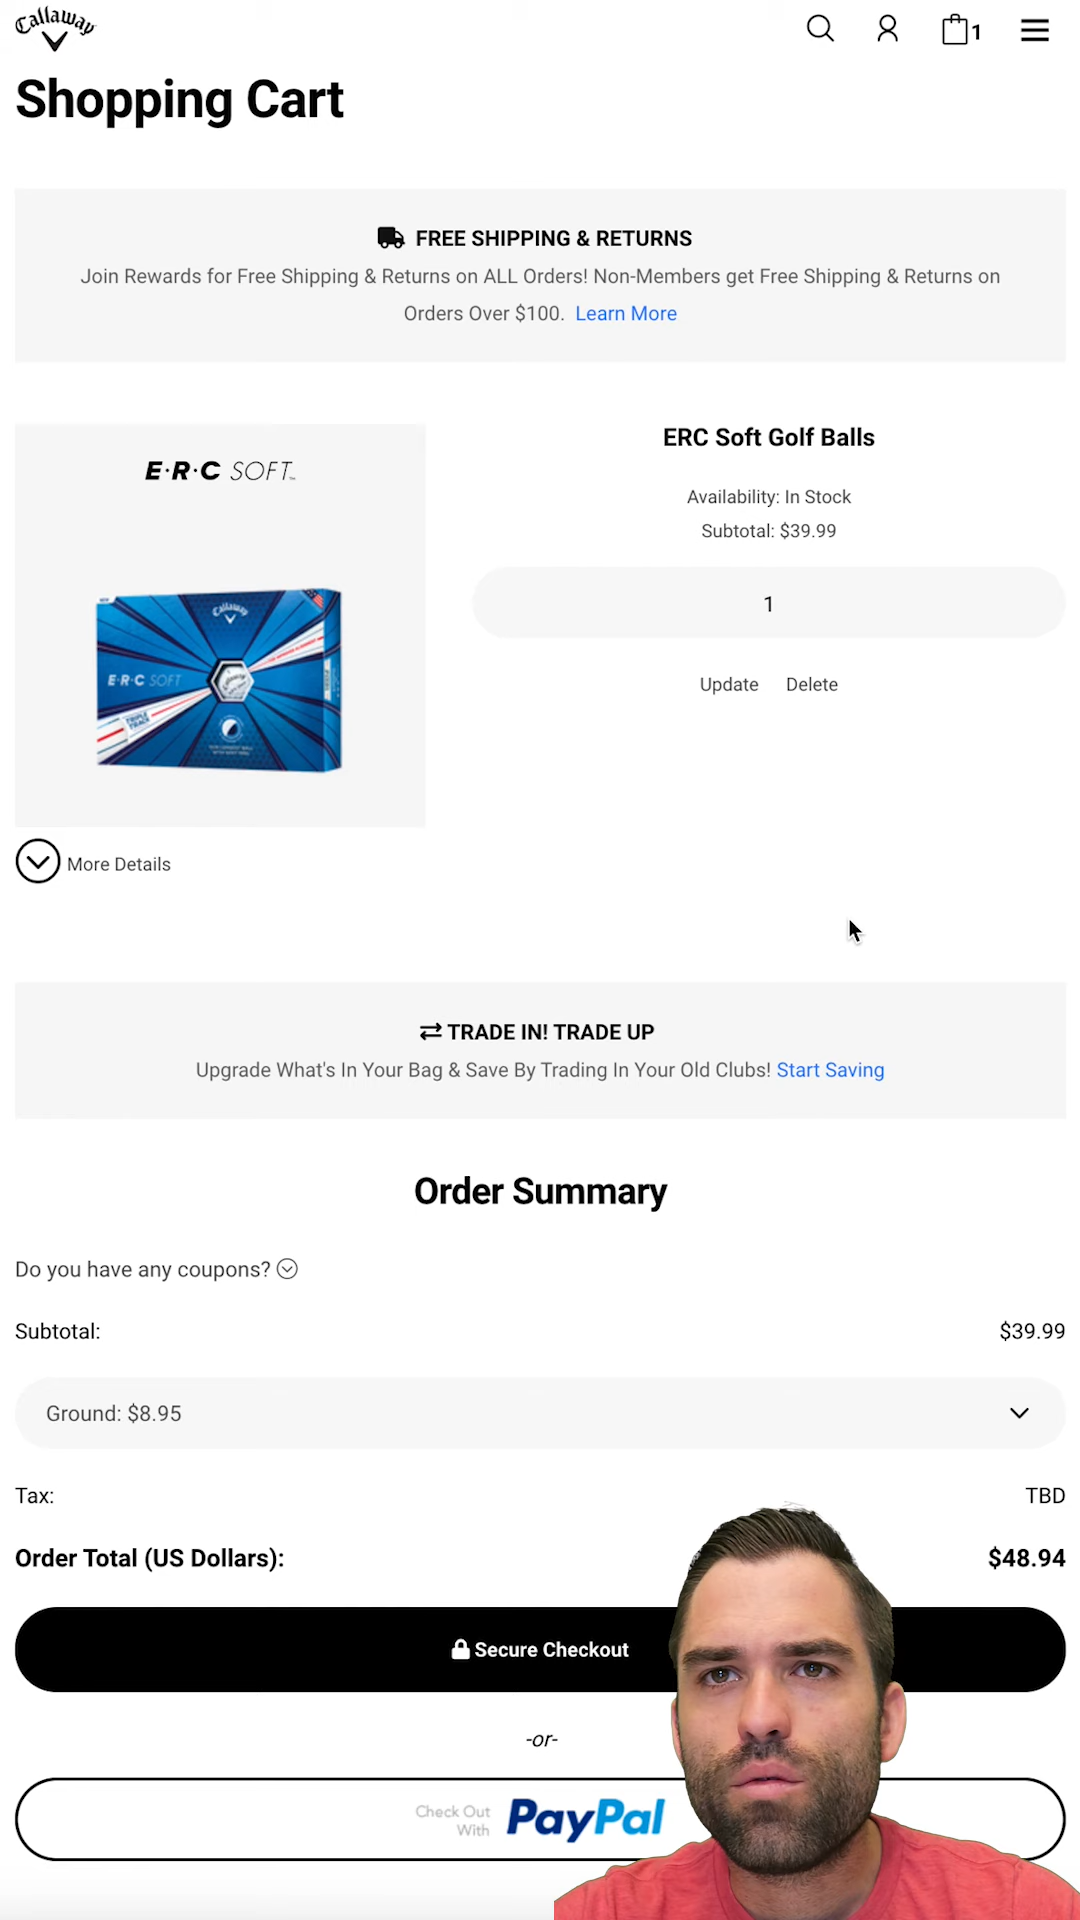 Callaway
1
Shopping Cart
FREE SHIPPING & RETURNS
Join Rewards for Free Shipping & Returns on ALL Orders! Non-Members get Free Shipping & Returns on
Orders Over $100. Learn More
E·R·C SOFT™
Callaway
E·R·C SOFT
TRIPLE
TRACK
ERC Soft Golf Balls
Availability: In Stock
Subtotal: $39.99
1
Update Delete
More Details
TRADE IN! TRADE UP
Upgrade What's In Your Bag & Save By Trading In Your Old Clubs! Start Saving
Order Summary
Do you have any coupons?
Subtotal: $39.99
Ground: $8.95
Tax: TBD
Order Total (US Dollars): $48.94
Secure Checkout
-or-
Check Out
With PayPal